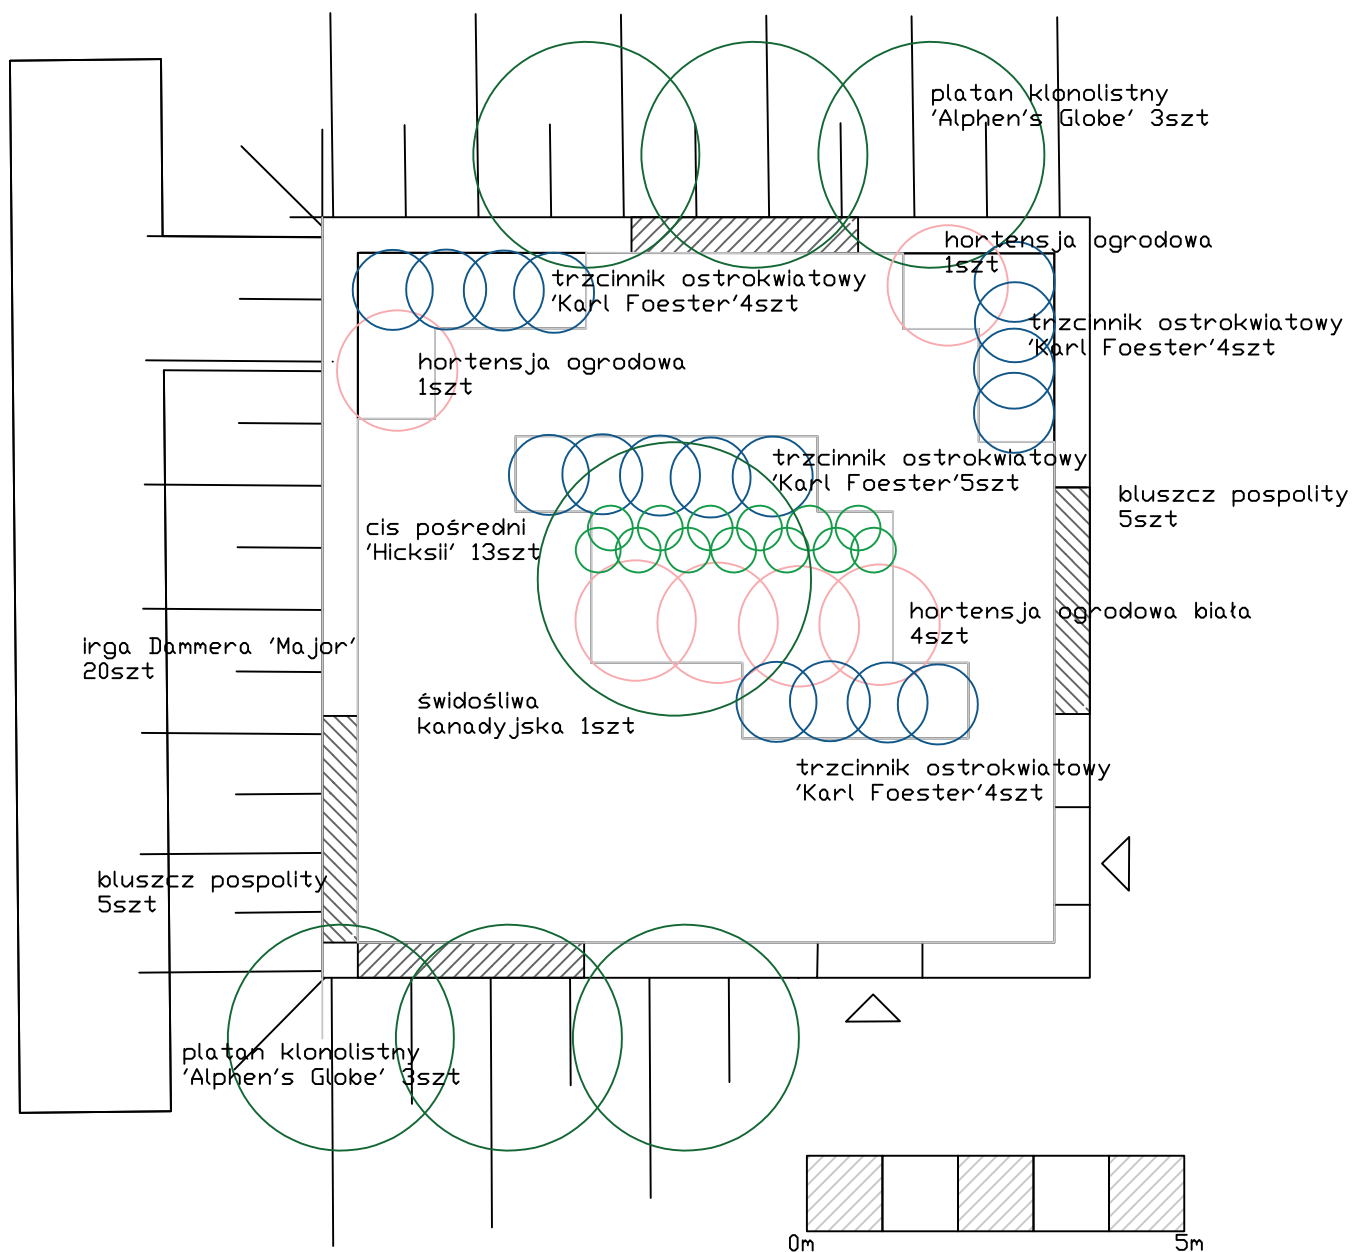 platan klonolistny
'Alphen's Globe' 3szt
hortensja ogrodowa
1szt
trzcinnik ostrokwiatowy
'Karl Foester'4szt
trzcinnik ostrokwiatowy
'Karl Foester'4szt
hortensja ogrodowa
1szt
trzcinnik ostrokwiatowy
'Karl Foester'5szt
bluszcz pospolity
5szt
cis pośredni
'Hicksii' 13szt
hortensja ogrodowa biała
4szt
irga Dammera 'Major'
20szt
świdośliwa
kanadyjska 1szt
trzcinnik ostrokwiatowy
'Karl Foester'4szt
bluszcz pospolity
5szt
platan klonolistny
'Alphen's Globe' 3szt
0m 5m